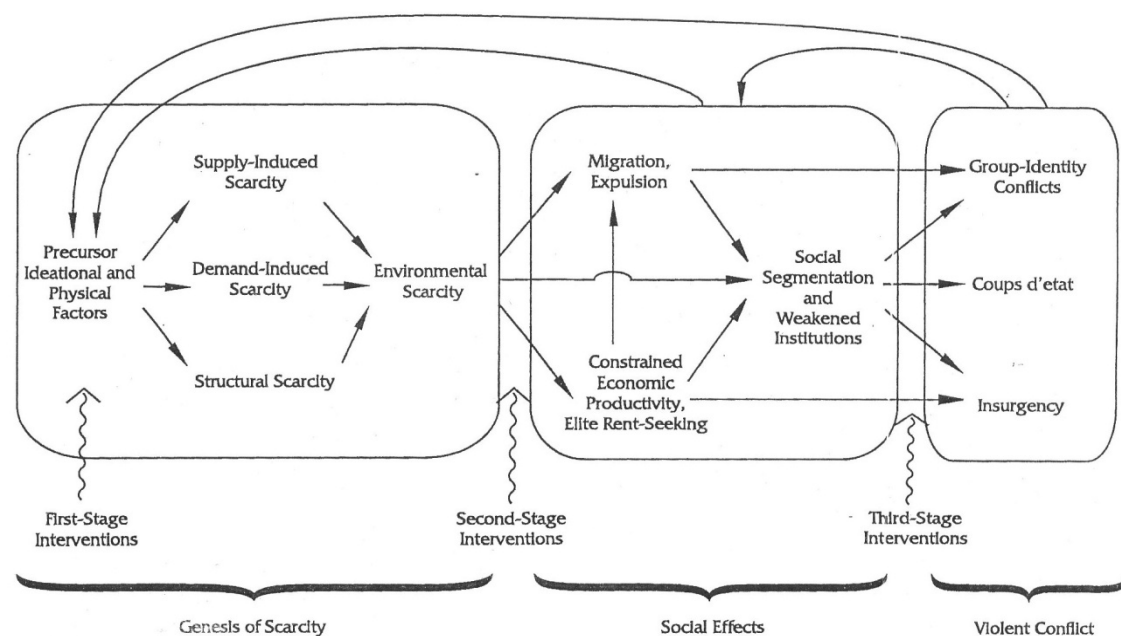 Supply-Induced
Scarcity
Precursor
Ideational and
Physical
Factors
Demand-Induced
Scarcity
Structural Scarcity
Environmental
Scarcity
Migration,
Expulsion
Constrained
Economic
Productivity,
Elite Rent-Seeking
Social
Segmentation
and
Weakened
Institutions
Group-Identity
Conflicts
Coups d'etat
Insurgency
First-Stage
Interventions
Second-Stage
Interventions
Third-Stage
Interventions
Genesis of Scarcity
Social Effects
Violent Conflict